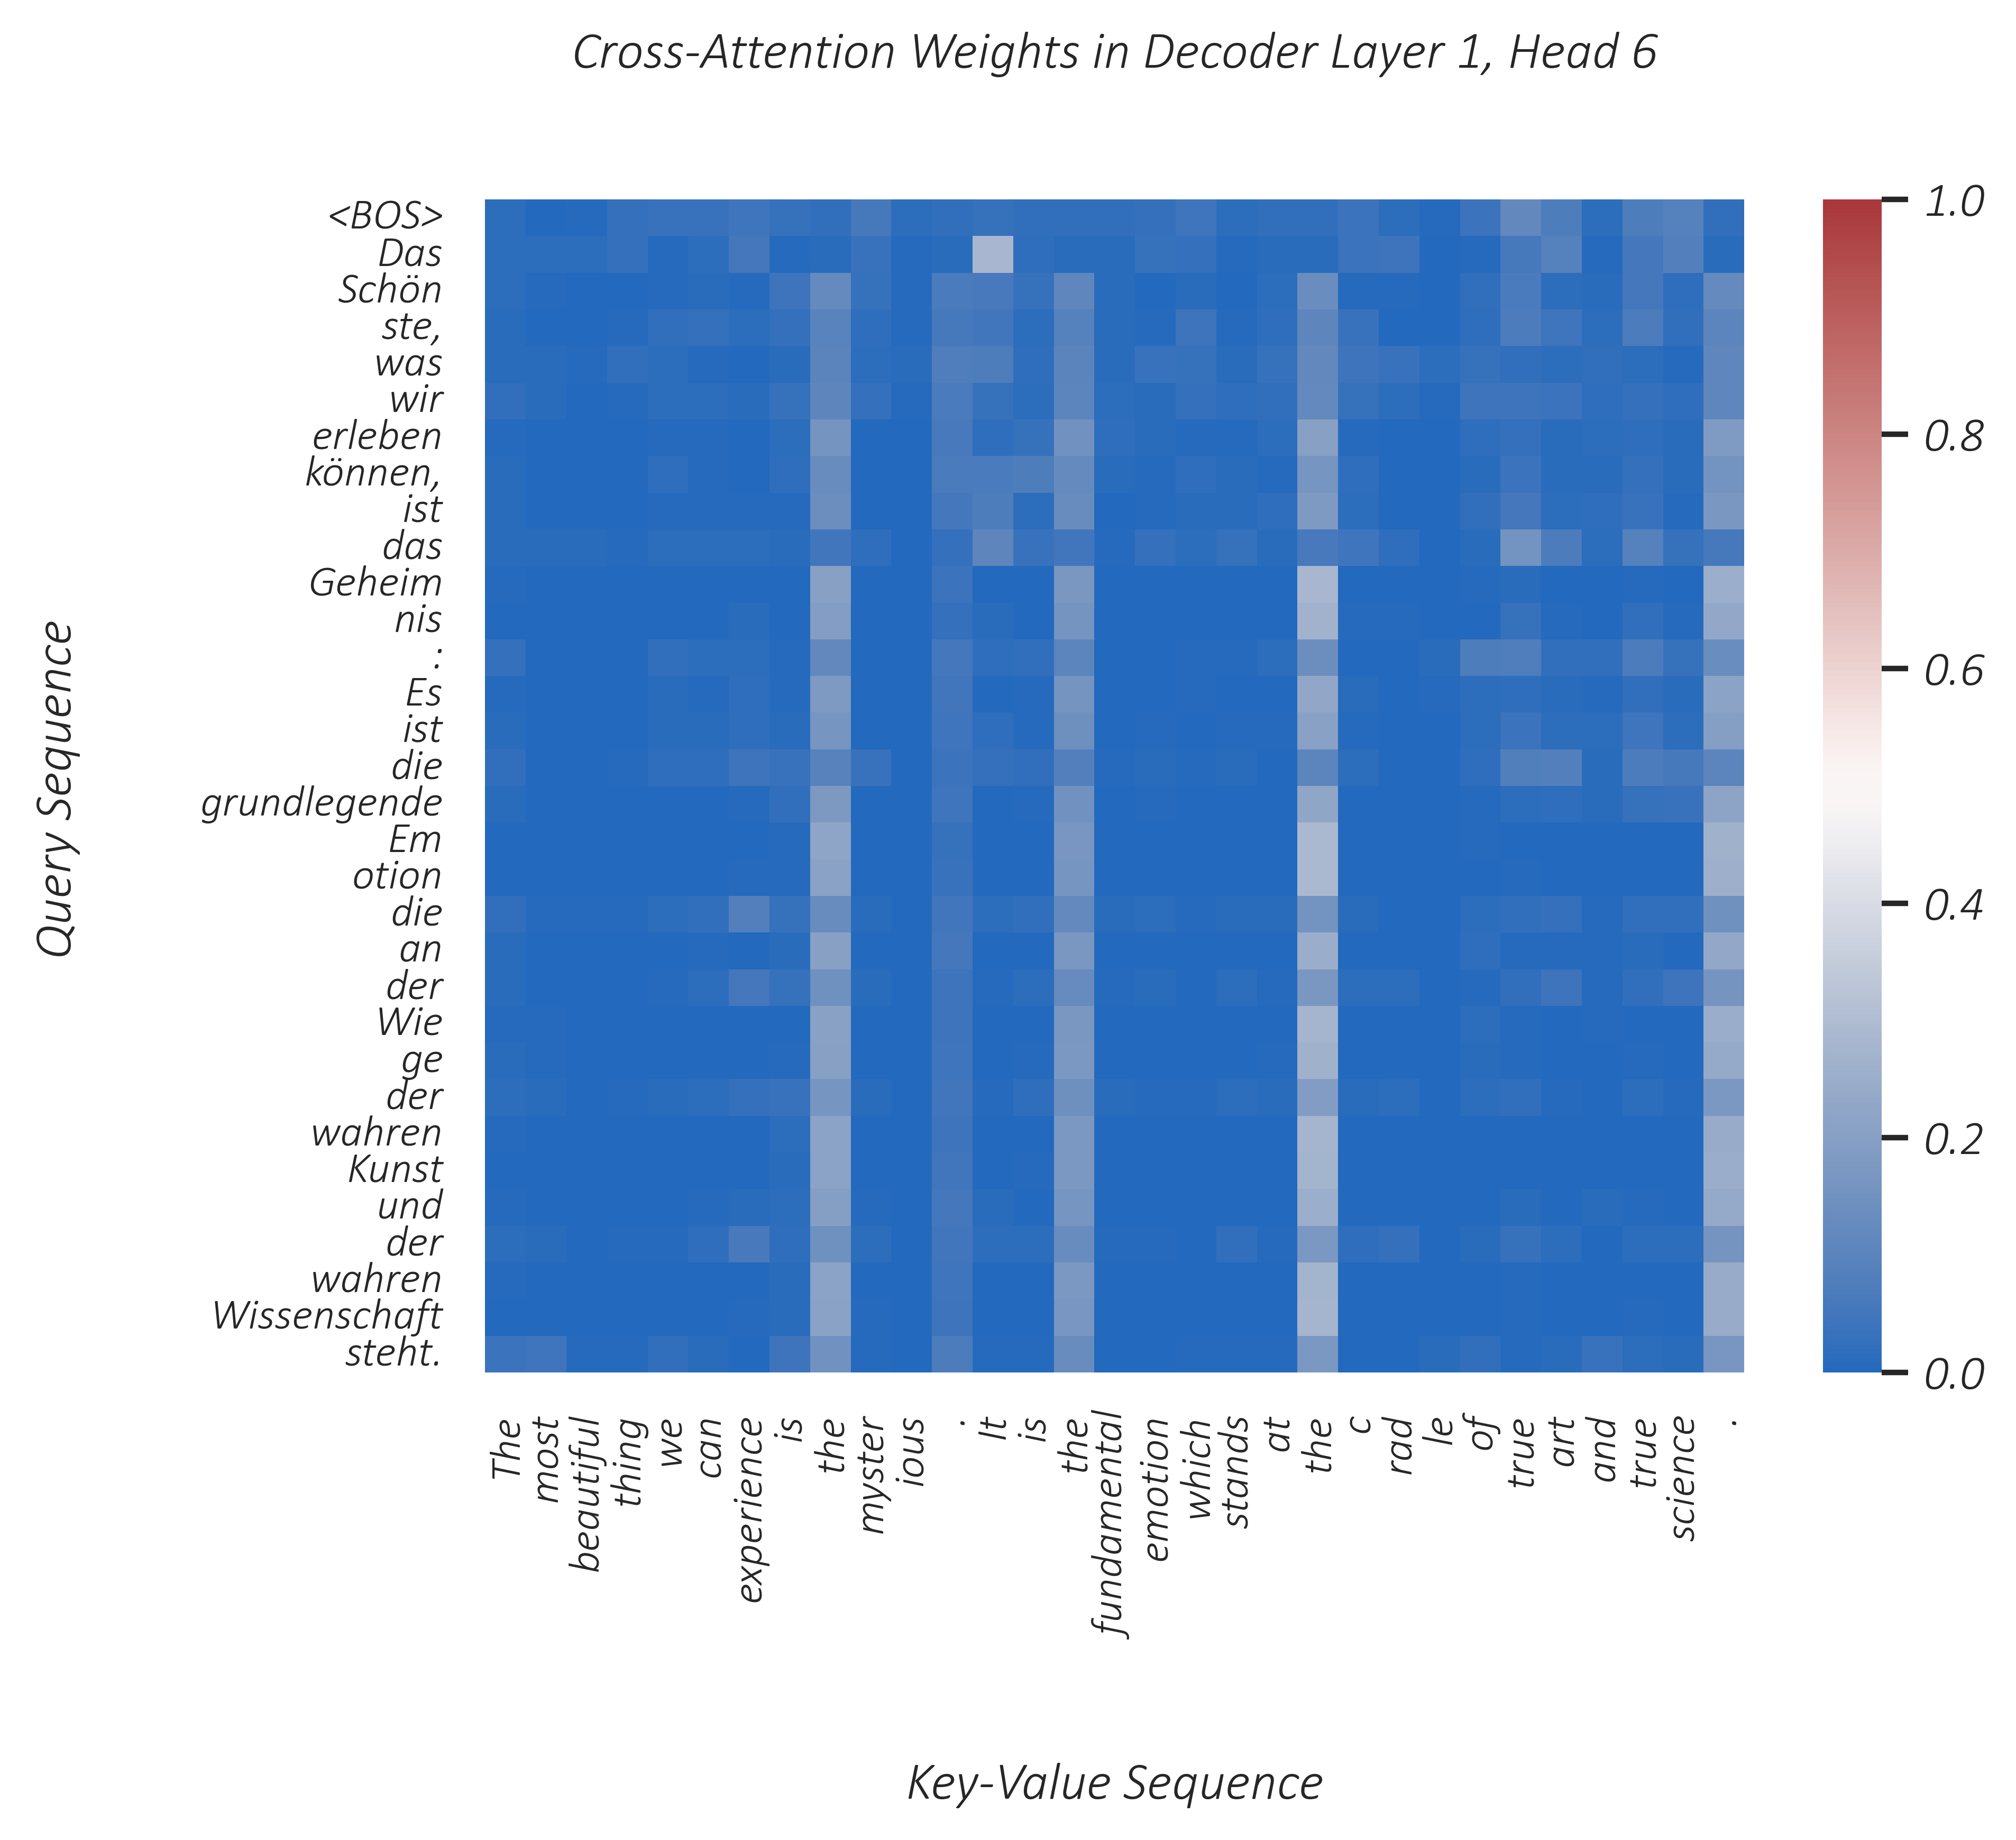 Cross-Attention Weights in Decoder Layer 1, Head 6
Query Sequence
<BOS>
Das
Schön
ste,
was
wir
erleben
können,
ist
das
Geheim
nis
:
Es
ist
die
grundlegende
Em
otion
die
an
der
Wie
ge
der
wahren
Kunst
und
der
wahren
Wissenschaft
steht.
The
most
beautiful
thing
we
can
experience
is
the
myster
ious
.
It
is
the
fundamental
emotion
which
stands
at
the
c
rad
le
of
true
art
and
true
science
.
Key-Value Sequence
1.0
0.8
0.6
0.4
0.2
0.0